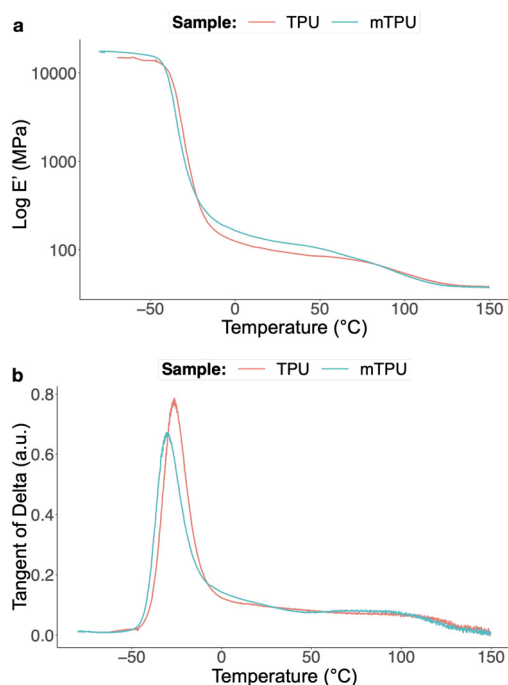 a
Sample: TPU mTPU
Log E' (MPa)
10000
1000
100
−50 0 50 100 150
Temperature (°C)
b
Sample: TPU mTPU
Tangent of Delta (a.u.)
0.8
0.6
0.4
0.2
0.0
−50 0 50 100 150
Temperature (°C)